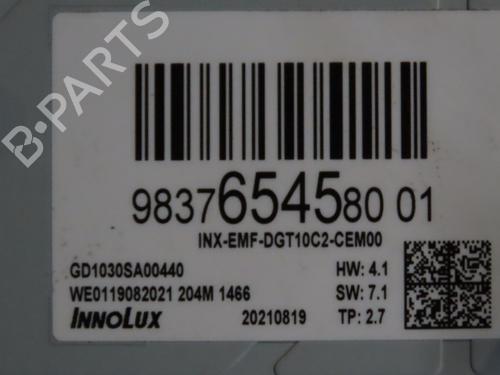 B-PARTS
9837654580 01
INX-EMF-DGT10C2-CEM00
GD1030SA00440 HW: 4.1
WE0119082021 204M 1466 SW: 7.1
INNOLUX 20210819 TP: 2.7